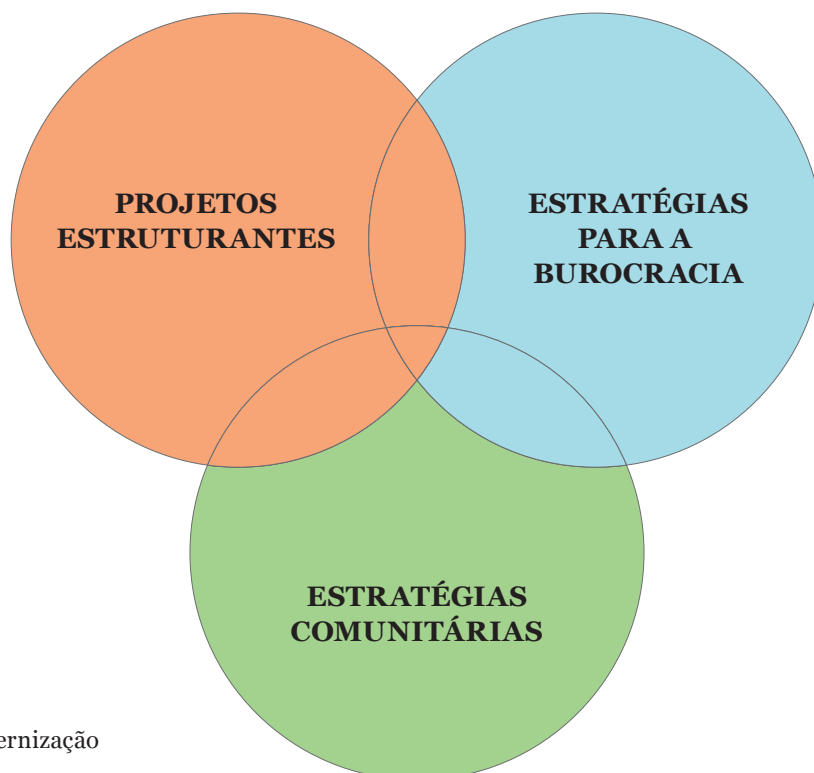 PROJETOS
ESTRUTURANTES
ESTRATÉGIAS
PARA A
BUROCRACIA
ESTRATÉGIAS
COMUNITÁRIAS
ernização